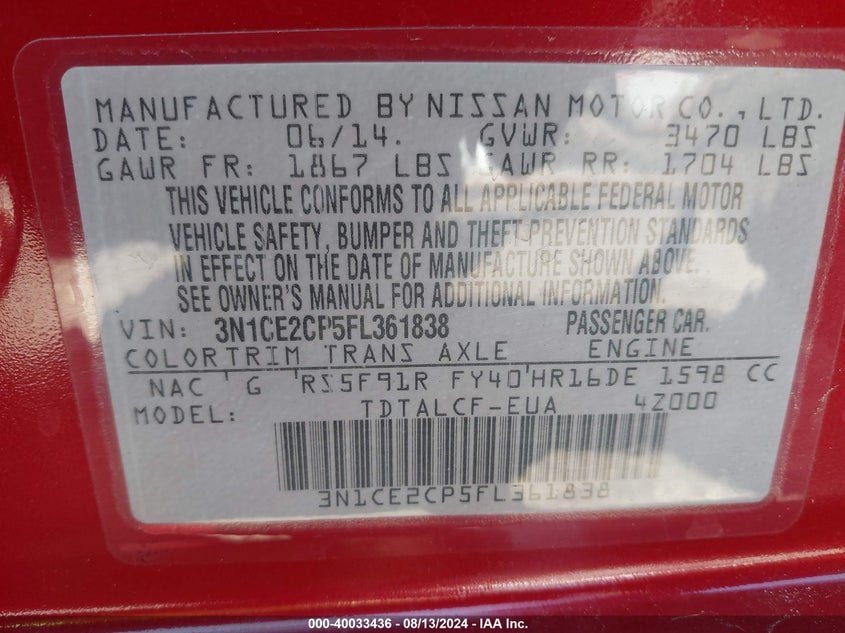 MANUFACTURED BY NISSAN MOTOR CO., LTD.
DATE: 06/14. GVWR: 3470 LBS
GAWR FR: 1867 LBS GAWR RR: 1704 LBS
THIS VEHICLE CONFORMS TO ALL APPLICABLE FEDERAL MOTOR
VEHICLE SAFETY, BUMPER AND THEFT PREVENTION STANDARDS
IN EFFECT ON THE DATE OF MANUFACTURE SHOWN ABOVE.
SEE OWNER'S MANUAL FOR ADDITIONAL INFORMATION.
VIN: 3N1CE2CP5FL361838 PASSENGER CAR.
COLORTRIM TRANS AXLE ENGINE
NAC G RS5F91R FY40 HR16DE 1598 CC
MODEL: TDTALCF-EUA 4Z000
3N1CE2CP5FL361838
000-40033436 - 08/13/2024 - IAA Inc.